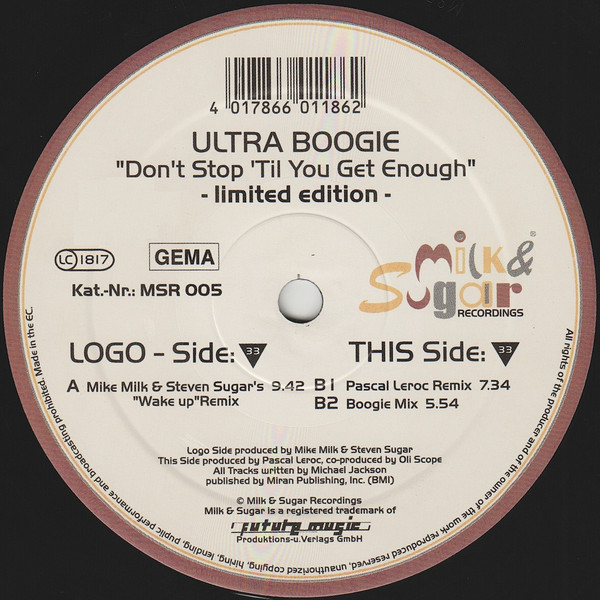 4 017866 011862
ULTRA BOOGIE
"Don't Stop 'Til You Get Enough"
- limited edition -
LC 1817
GEMA
Kat.-Nr.: MSR 005
Milk &
Sugar ®
RECORDINGS
LOGO - Side: 33
A Mike Milk & Steven Sugar's 9.42
"Wake up"Remix
THIS Side: 33
B1 Pascal Leroc Remix 7.34
B2 Boogie Mix 5.54
Logo Side produced by Mike Milk & Steven Sugar
This Side produced by Pascal Leroc, co-produced by Oli Scope
All Tracks written by Michael Jackson
published by Miran Publishing, Inc. (BMI)
© Milk & Sugar Recordings
Milk & Sugar is a registered trademark of
future music
Produktions-u.Verlags GmbH
All rights of the producer and of the owner of the work reproduced reserved, unauthorized copying, hiring, lending, puplic performance and broadcasting prohibited. Made in the EC.